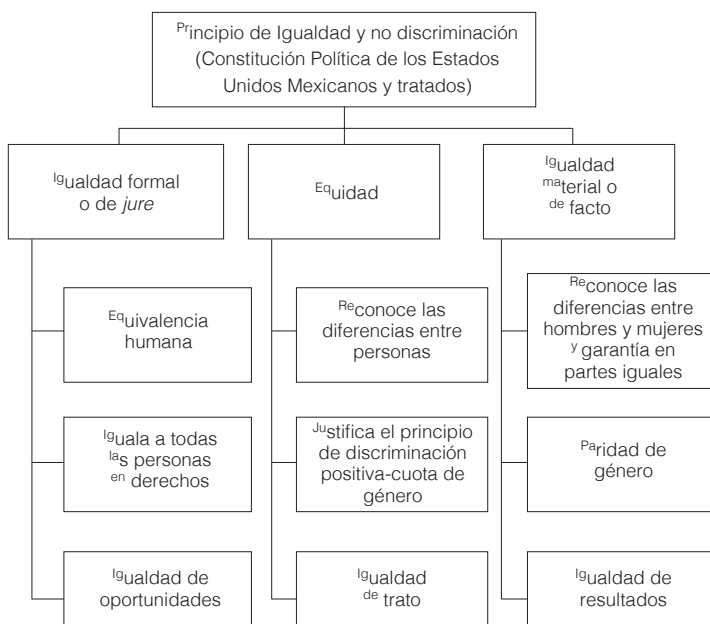 Principio de Igualdad y no discriminación
(Constitución Política de los Estados
Unidos Mexicanos y tratados)
Igualdad formal
o de jure
Equidad
Igualdad
material o
de facto
Equivalencia
humana
Reconoce las
diferencias entre
personas
Reconoce las
diferencias entre
hombres y mujeres
y garantía en
partes iguales
Iguala a todas
las personas
en derechos
Justifica el principio
de discriminación
positiva-cuota de
género
Paridad de
género
Igualdad de
oportunidades
Igualdad
de trato
Igualdad de
resultados